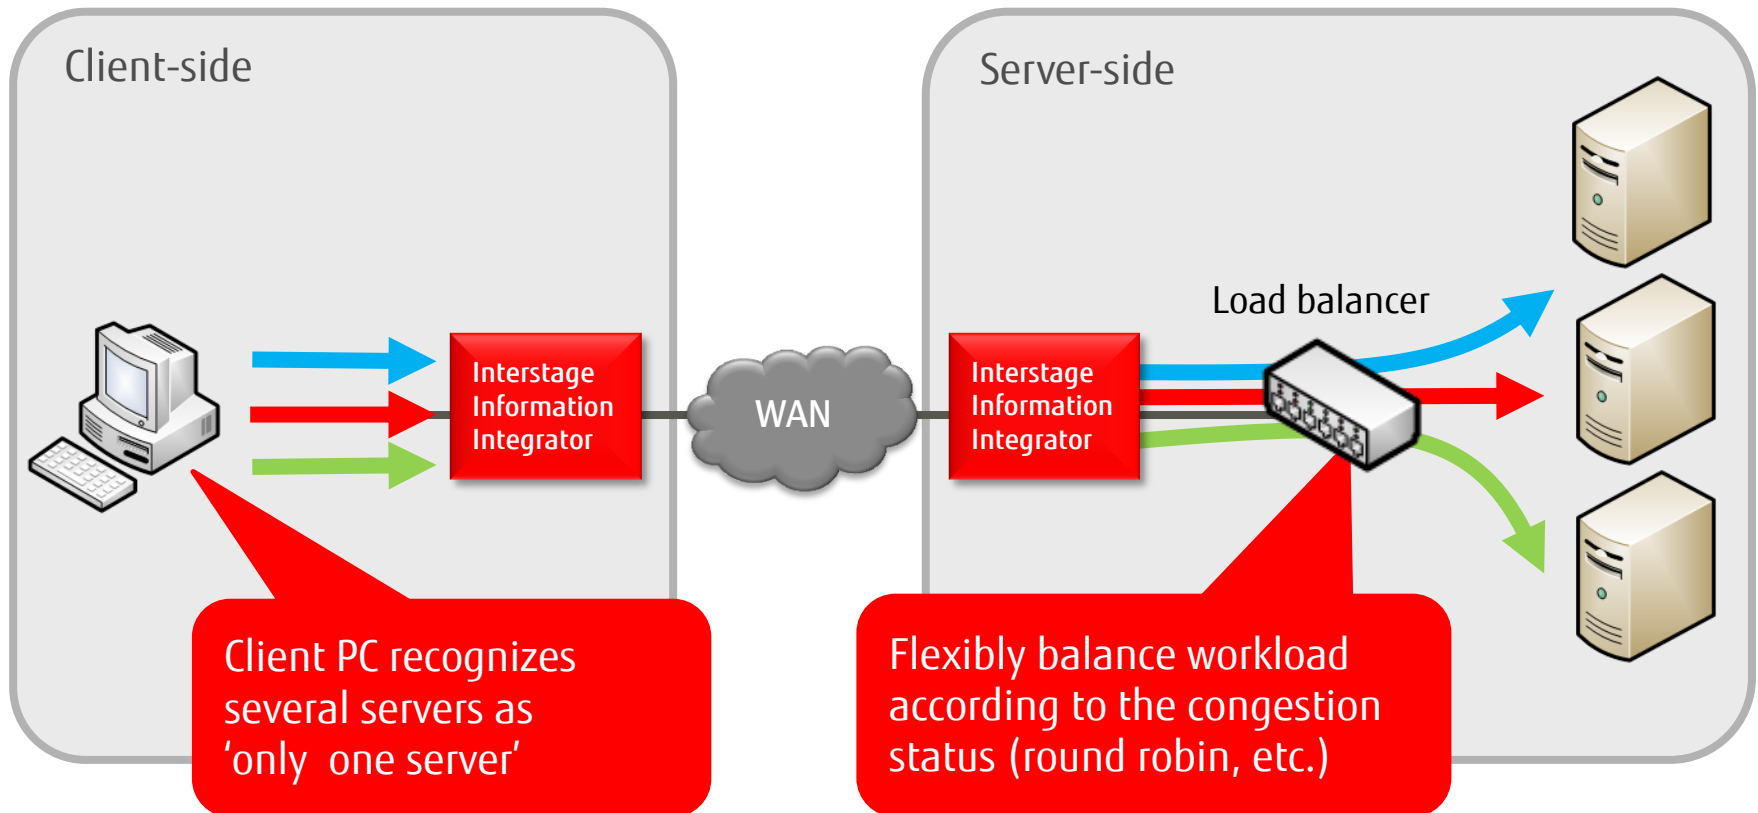 Client-side
Server-side
Load balancer
Interstage
Information
Integrator
WAN
Interstage
Information
Integrator
Client PC recognizes
several servers as
‘only  one server’
Flexibly balance workload
according to the congestion
status (round robin, etc.)